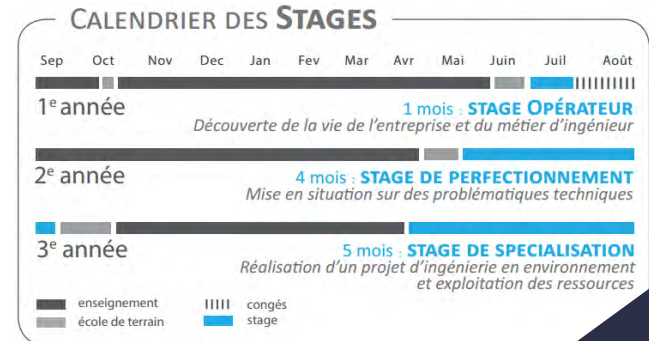 CALENDRIER DES STAGES
Sep Oct Nov Dec Jan Fev Mar Avr Mai Juin Juil Août
1e année
1 mois : STAGE OPÉRATEUR
Découverte de la vie de l'entreprise et du métier d'ingénieur
2e année
4 mois : STAGE DE PERFECTIONNEMENT
Mise en situation sur des problématiques techniques
3e année
5 mois : STAGE DE SPECIALISATION
Réalisation d'un projet d'ingénierie en environnement
et exploitation des ressources
enseignement
congés
école de terrain
stage